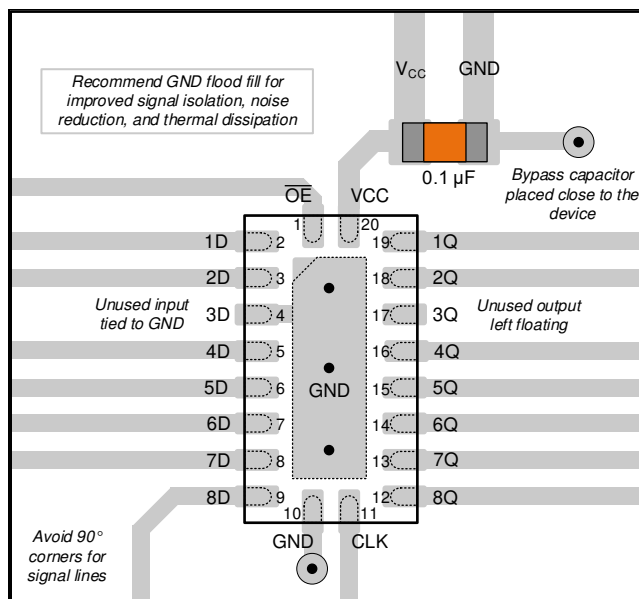 Recommend GND flood fill for
improved signal isolation, noise
reduction, and thermal dissipation
V_CC GND
0.1 µF
Bypass capacitor
placed close to the
device
O̅E̅ VCC
1 20
1D 2 19 1Q
2D 3 18 2Q
Unused input
tied to GND
3D 4 17 3Q
Unused output
left floating
4D 5 16 4Q
5D 6 15 5Q
GND
6D 7 14 6Q
7D 8 13 7Q
8D 9 12 8Q
10 11
GND CLK
Avoid 90°
corners for
signal lines